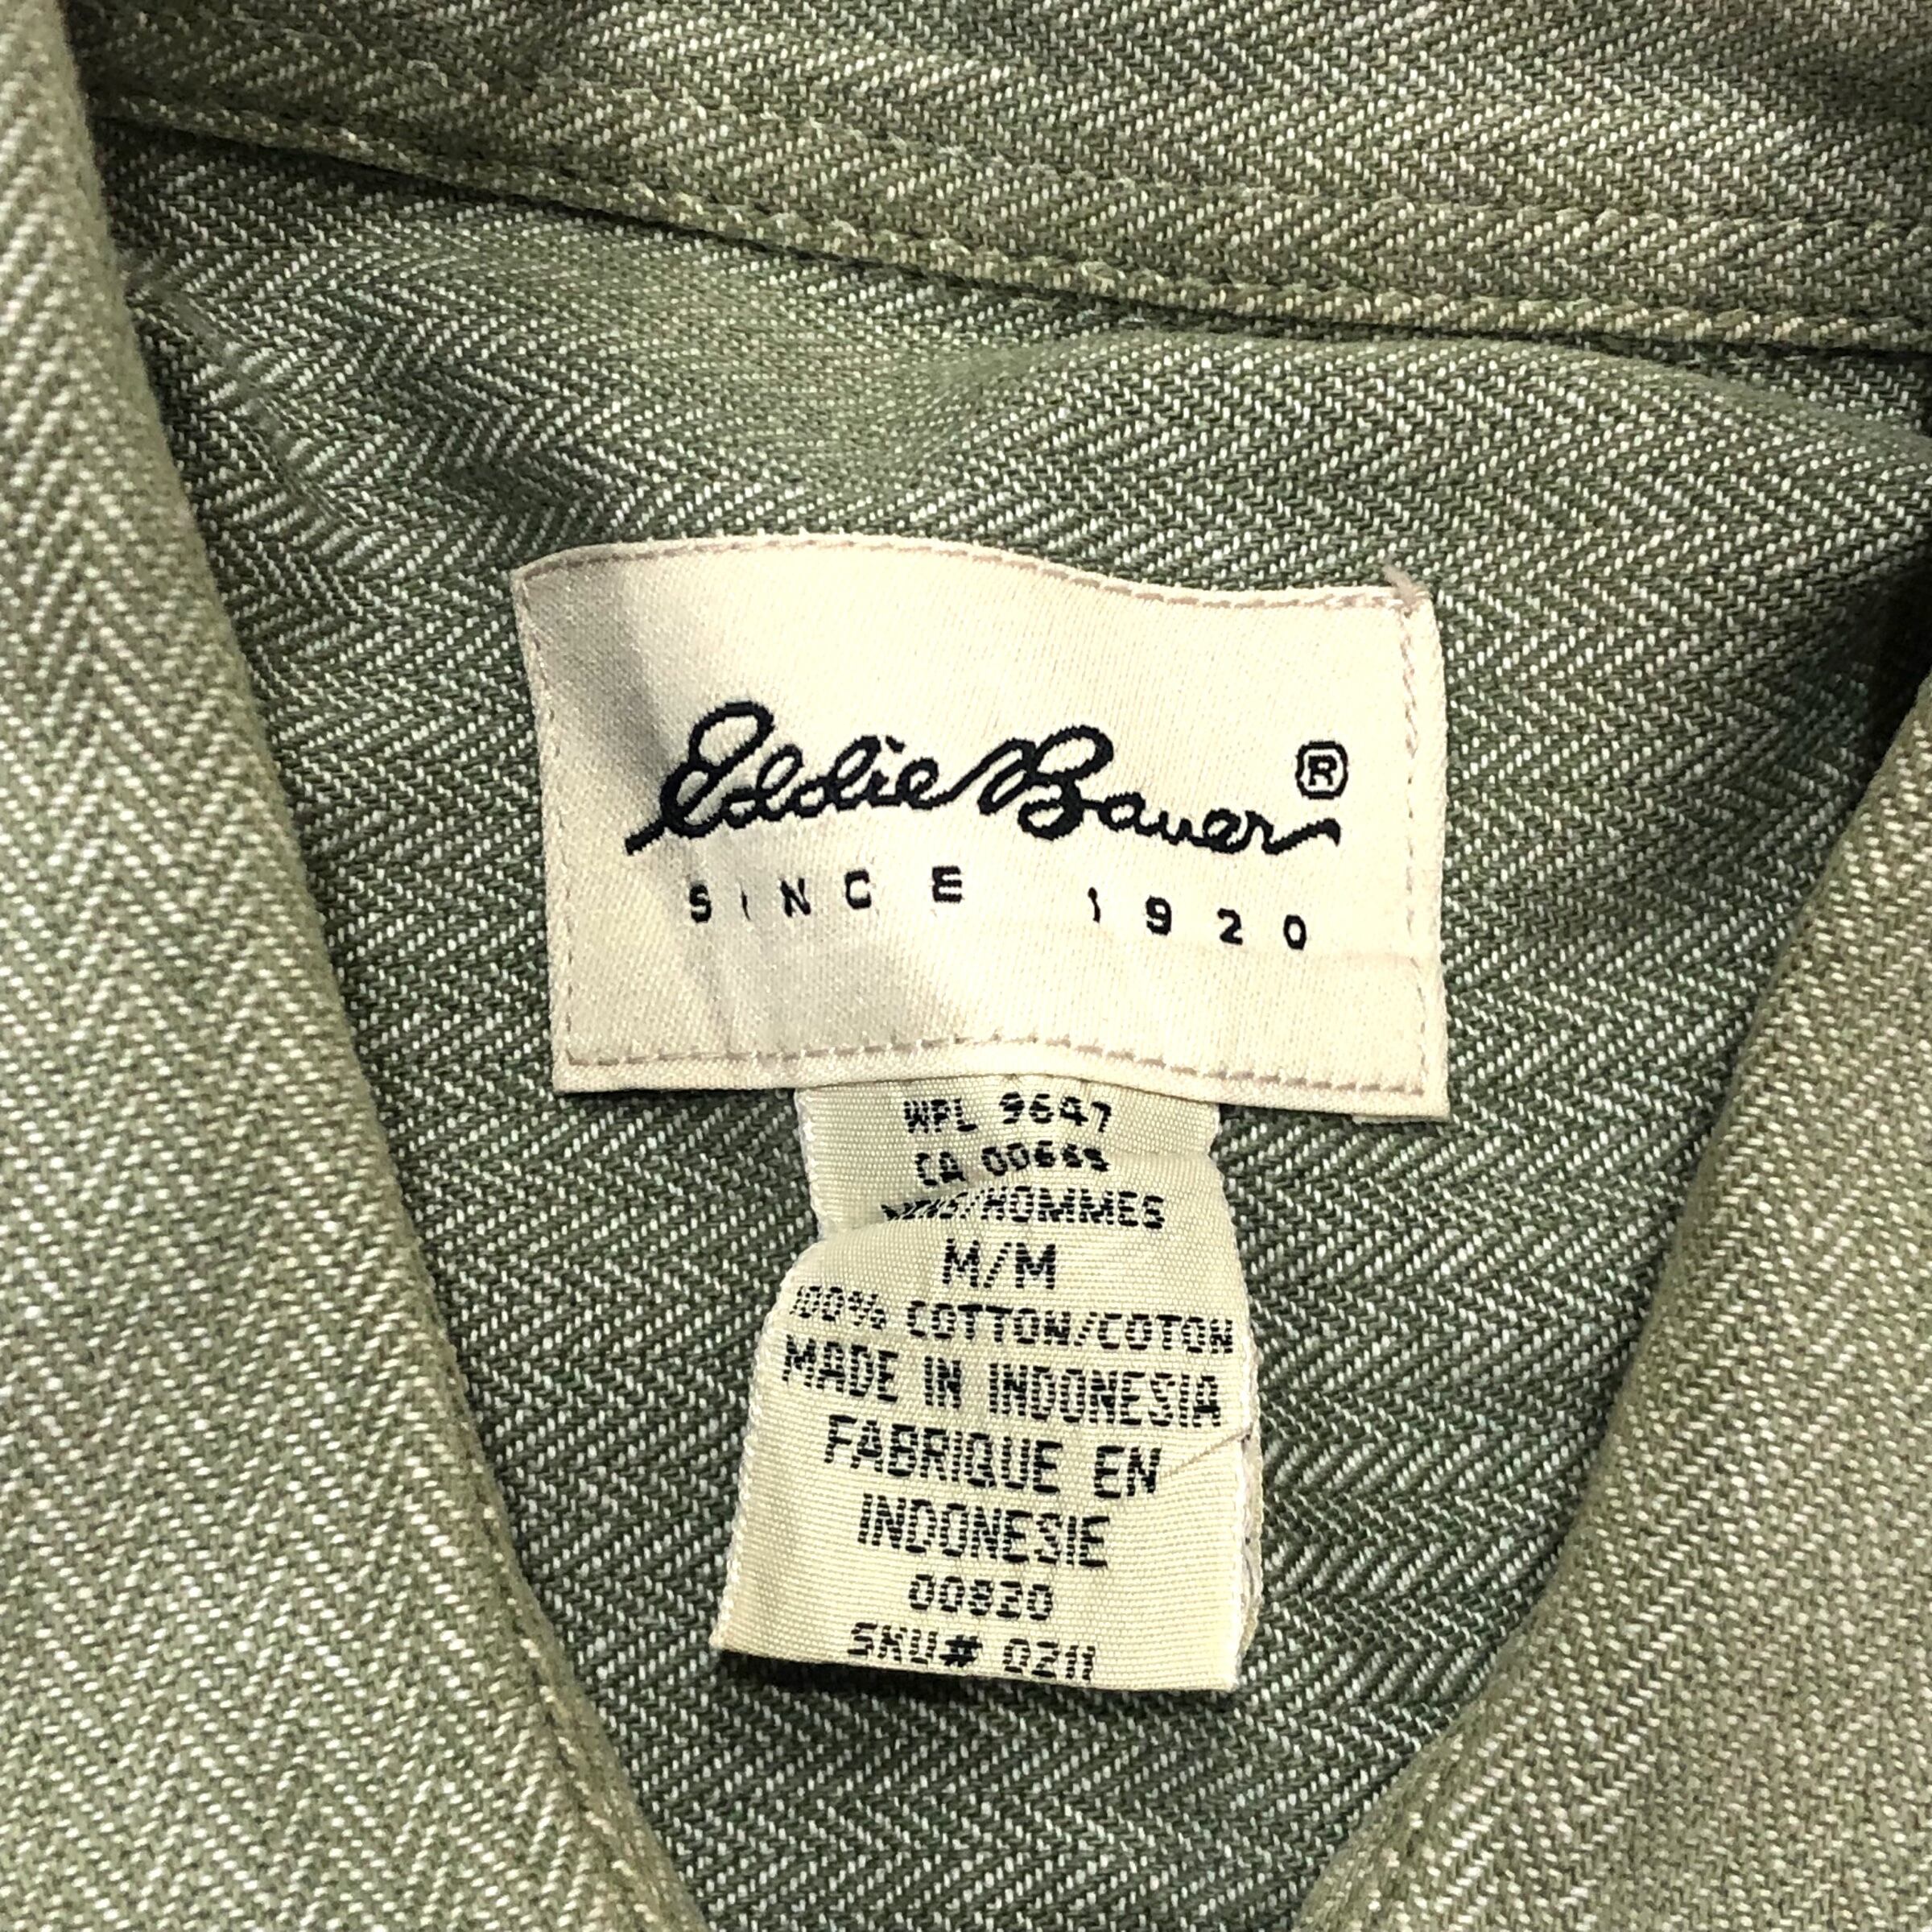 Eddie Bauer ®
SINCE 1920
WPL 9647
CA 00665
MENS/HOMMES
M/M
100% COTTON/COTON
MADE IN INDONESIA
FABRIQUE EN
INDONESIE
00820
SKU# 0211